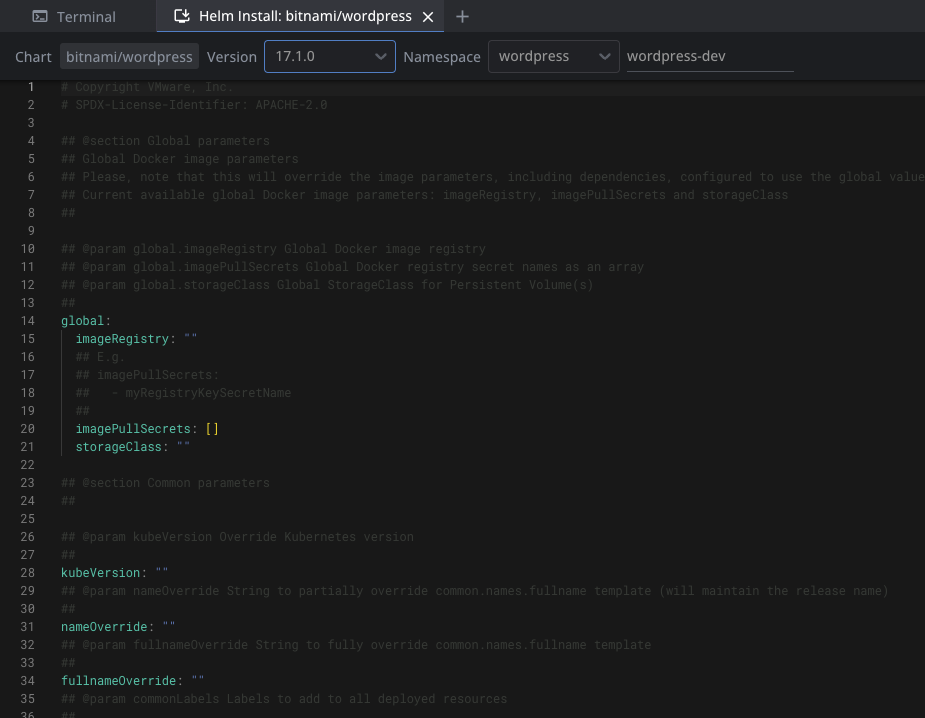 Terminal
Helm Install: bitnami/wordpress
Chart bitnami/wordpress Version 17.1.0 Namespace wordpress wordpress-dev
1 # Copyright VMware, Inc.
2 # SPDX-License-Identifier: APACHE-2.0
3
4 ## @section Global parameters
5 ## Global Docker image parameters
6 ## Please, note that this will override the image parameters, including dependencies, configured to use the global value
7 ## Current available global Docker image parameters: imageRegistry, imagePullSecrets and storageClass
8 ##
9
10 ## @param global.imageRegistry Global Docker image registry
11 ## @param global.imagePullSecrets Global Docker registry secret names as an array
12 ## @param global.storageClass Global StorageClass for Persistent Volume(s)
13 ##
14 global:
15 imageRegistry: ""
16 ## E.g.
17 ## imagePullSecrets:
18 ##   - myRegistryKeySecretName
19 ##
20 imagePullSecrets: []
21 storageClass: ""
22
23 ## @section Common parameters
24 ##
25
26 ## @param kubeVersion Override Kubernetes version
27 ##
28 kubeVersion: ""
29 ## @param nameOverride String to partially override common.names.fullname template (will maintain the release name)
30 ##
31 nameOverride: ""
32 ## @param fullnameOverride String to fully override common.names.fullname template
33 ##
34 fullnameOverride: ""
35 ## @param commonLabels Labels to add to all deployed resources
36 ##